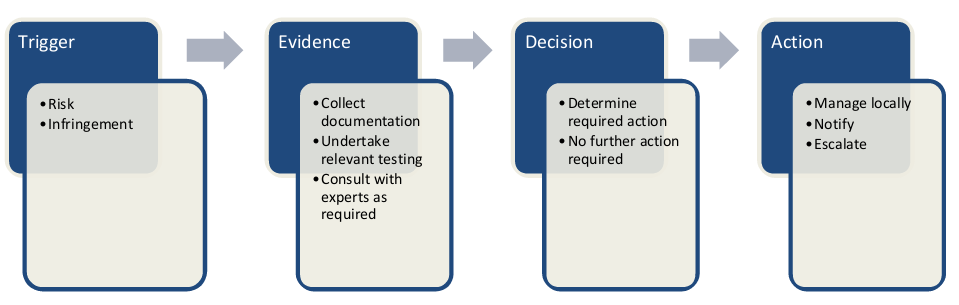 Trigger
• Risk
• Infringement
Evidence
• Collect
documentation
• Undertake
relevant testing
• Consult with
experts as
required
Decision
• Determine
required action
• No further action
required
Action
• Manage locally
• Notify
• Escalate